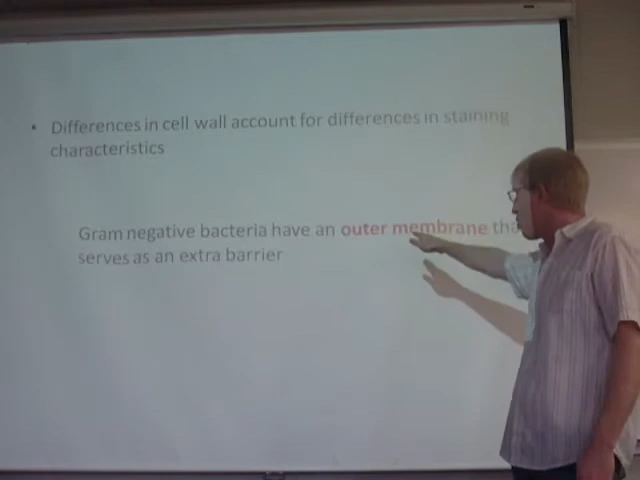 • Differences in cell wall account for differences in staining
characteristics
Gram negative bacteria have an outer membrane tha
serves as an extra barrier